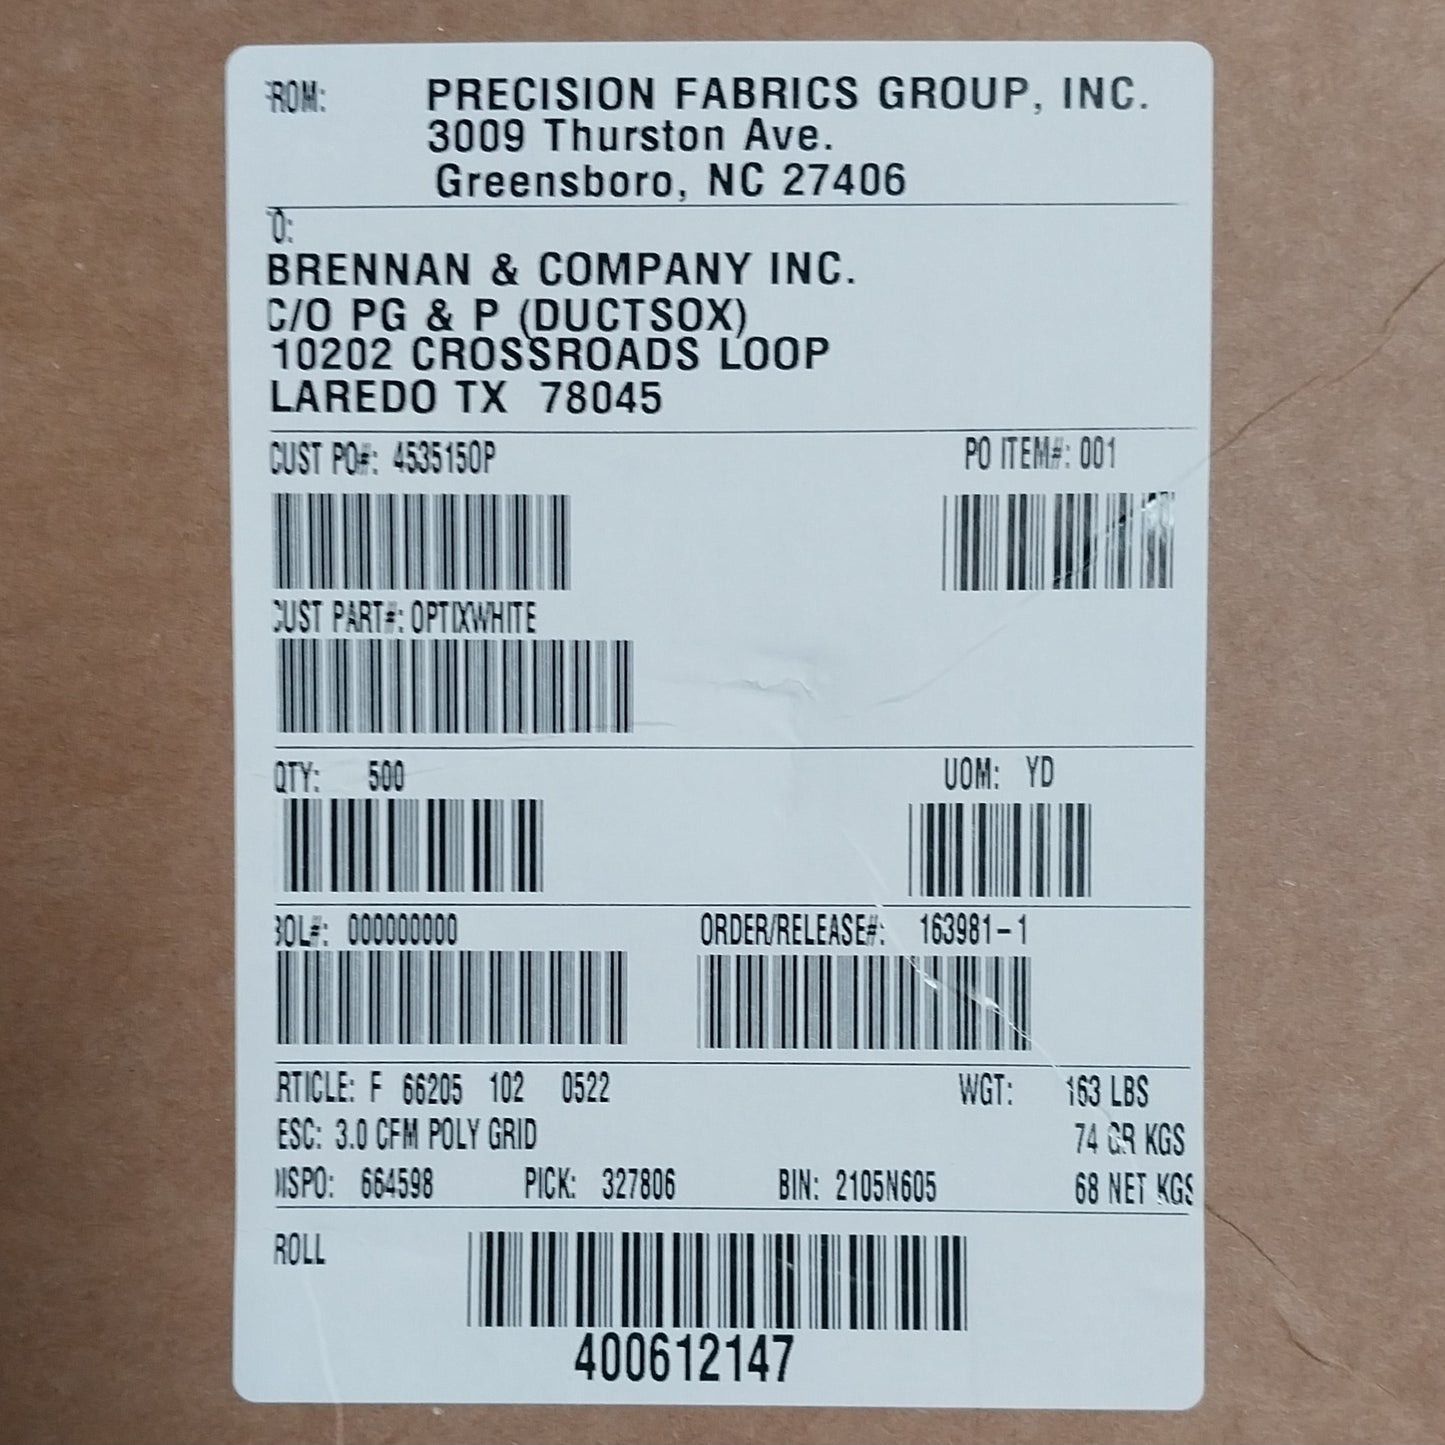 FROM: PRECISION FABRICS GROUP, INC.
3009 Thurston Ave.
Greensboro, NC 27406
TO:
BRENNAN & COMPANY INC.
C/O PG & P (DUCTSOX)
10202 CROSSROADS LOOP
LAREDO TX 78045
CUST PO#: 4535150P PO ITEM#: 001
CUST PART#: OPTIXWHITE
QTY: 500 UOM: YD
BOL#: 000000000 ORDER/RELEASE#: 163981-1
RTICLE: F 66205 102 0522 WGT: 163 LBS
ESC: 3.0 CFM POLY GRID 74 GR KGS
DISPO: 664598 PICK: 327806 BIN: 2105N605 68 NET KGS
ROLL
400612147